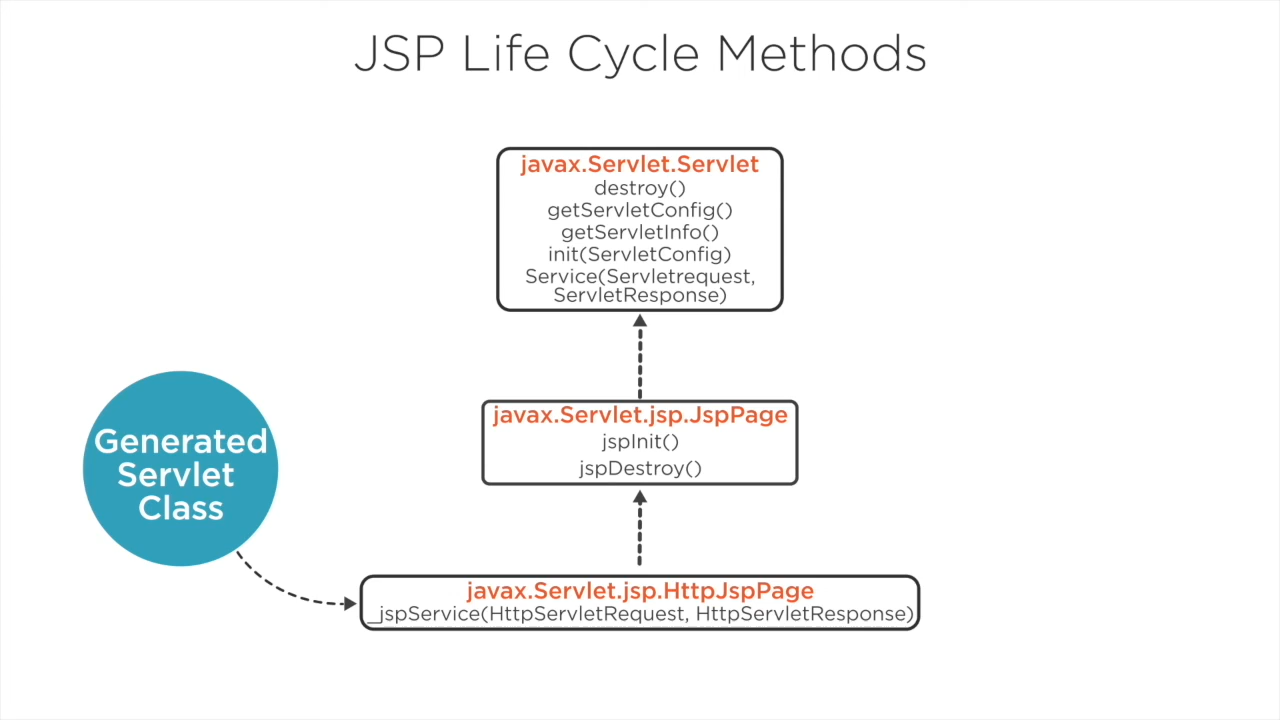 JSP Life Cycle Methods
javax.Servlet.Servlet
destroy()
getServletConfig()
getServletInfo()
init(ServletConfig)
Service(Servletrequest,
ServletResponse)
javax.Servlet.jsp.JspPage
jspInit()
jspDestroy()
Generated
Servlet
Class
javax.Servlet.jsp.HttpJspPage
_jspService(HttpServletRequest, HttpServletResponse)